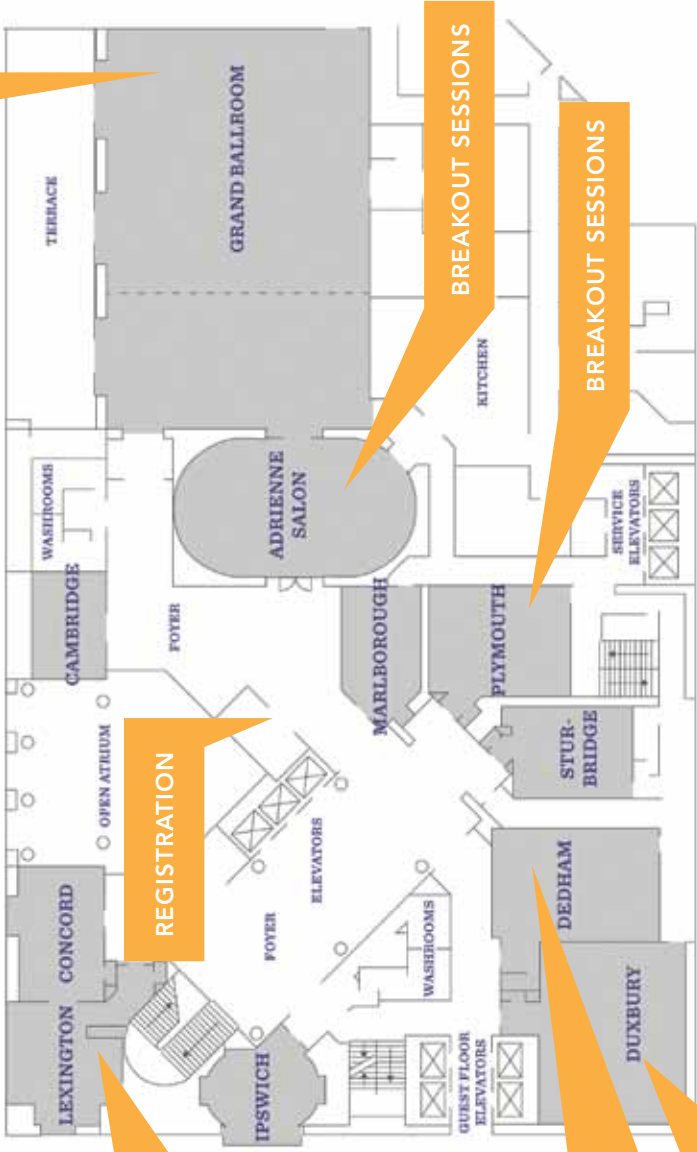 TERRACE
GRAND BALLROOM
BREAKOUT SESSIONS
BREAKOUT SESSIONS
KITCHEN
WASHROOMS
ADRIENNE
SALON
SERVICE
ELEVATORS
CAMBRIDGE
FOYER
MARLBOROUGH
PLYMOUTH
STUR-
BRIDGE
OPEN ATRIUM
REGISTRATION
ELEVATORS
CONCORD
FOYER
WASHROOMS
DEDHAM
LEXINGTON
IPSWICH
GUEST FLOOR
ELEVATORS
DUXBURY